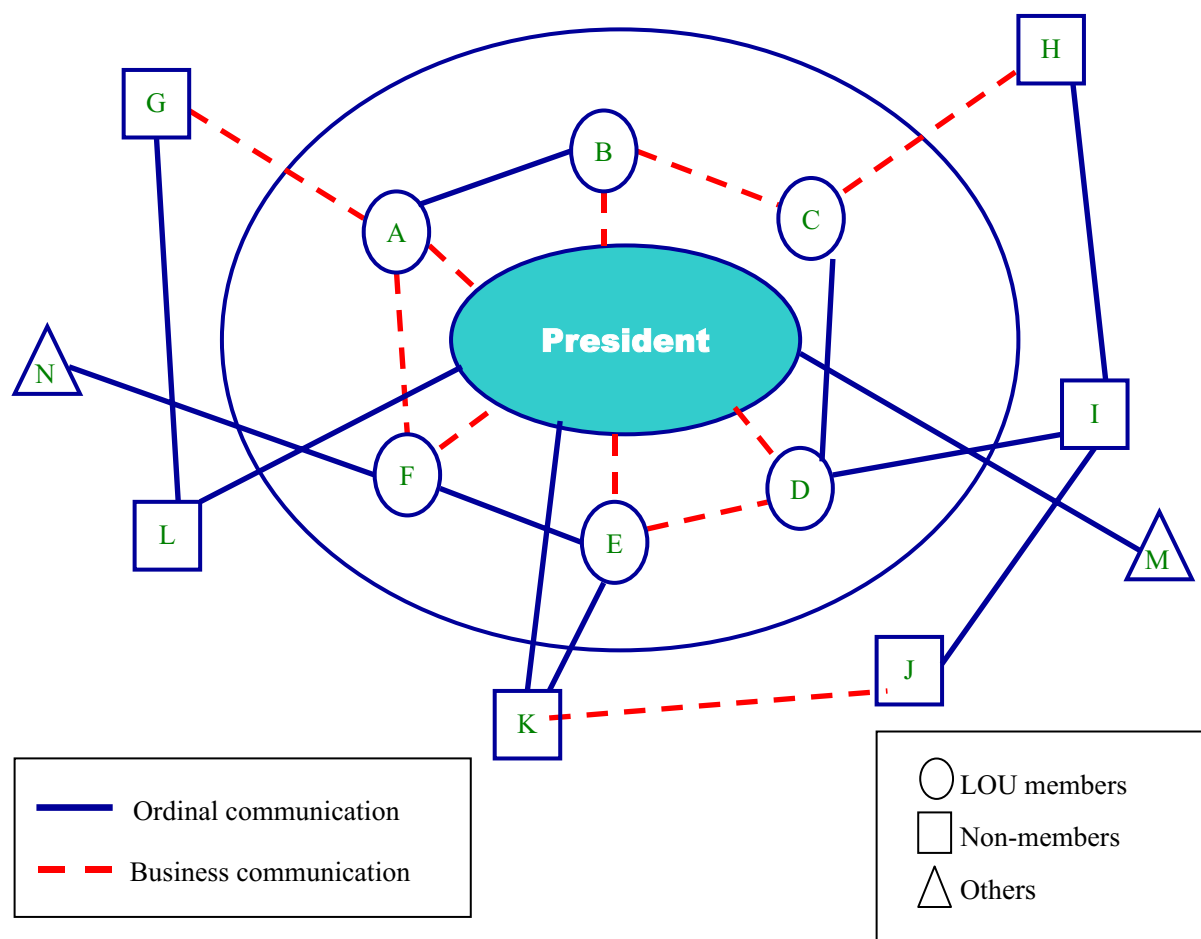 H
G
B
C
A
President
N
I
F
D
L
E
M
J
K
Ordinal communication
Business communication
LOU members
Non-members
Others